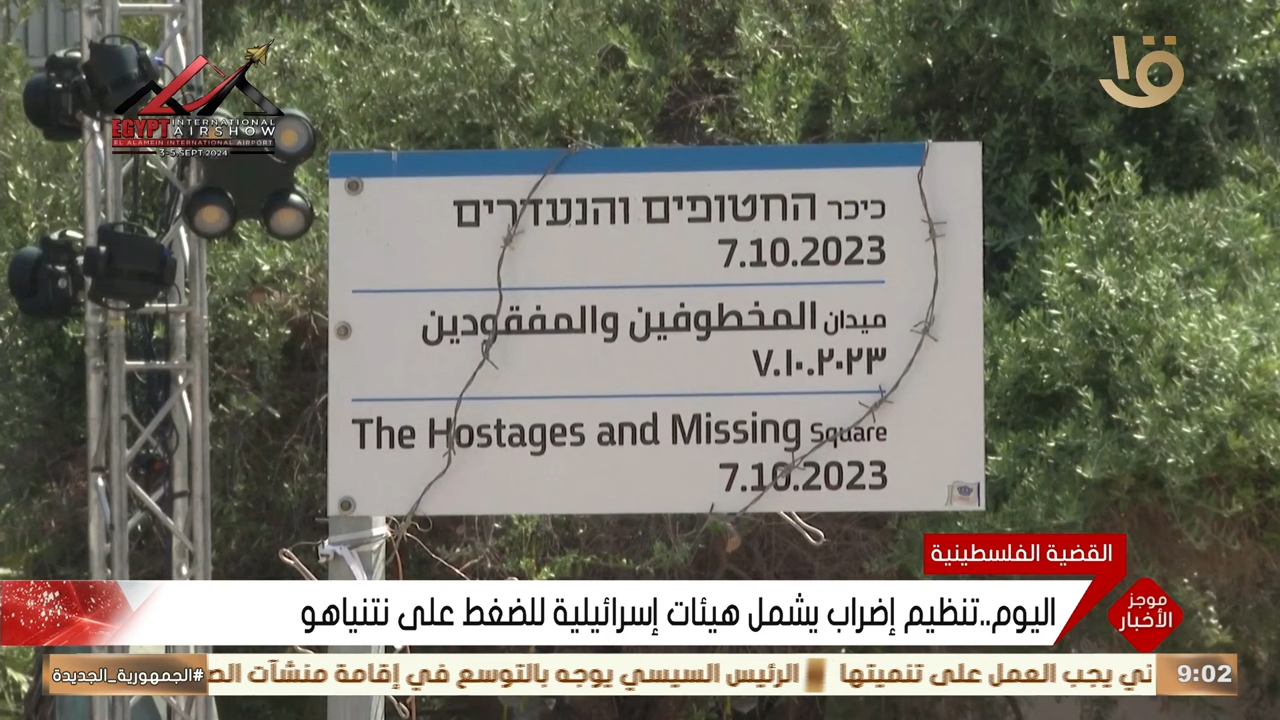 EGYPT INTERNATIONAL AIRSHOW
EL ALAMEIN INTERNATIONAL AIRPORT
3-5 SEPT 2024
כיכר החטופים והנעדרים
7.10.2023
ميدان المخطوفين والمفقودين
٧.١٠.٢٠٢٣
The Hostages and Missing Square
7.10.2023
القضية الفلسطينية
موجز الأخبار
اليوم..تنظيم إضراب يشمل هيئات إسرائيلية للضغط على نتنياهو
9:02
يجب العمل على تنميتها
الرئيس السيسي يوجه بالتوسع في إقامة منشآت
#الجمهورية_الجديدة